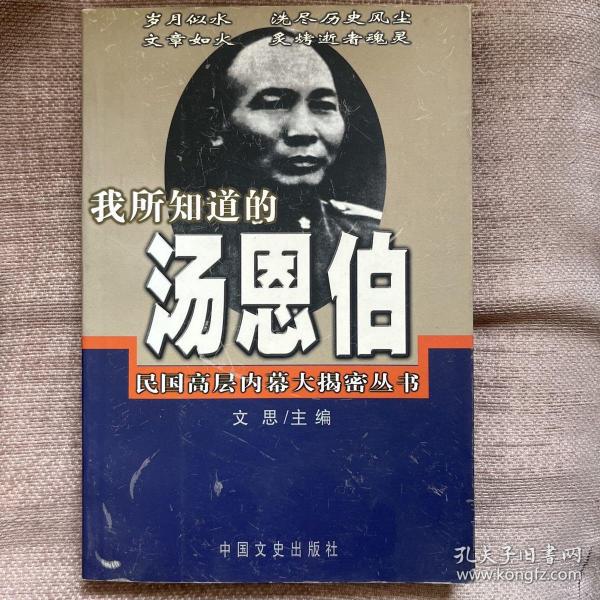 岁月似水 洗尽历史风尘
文章如火 炙烤逝者魂灵
我所知道的
汤恩伯
民国高层内幕大揭密丛书
文思/主编
中国文史出版社
孔夫子旧书网
www.kongfz.com